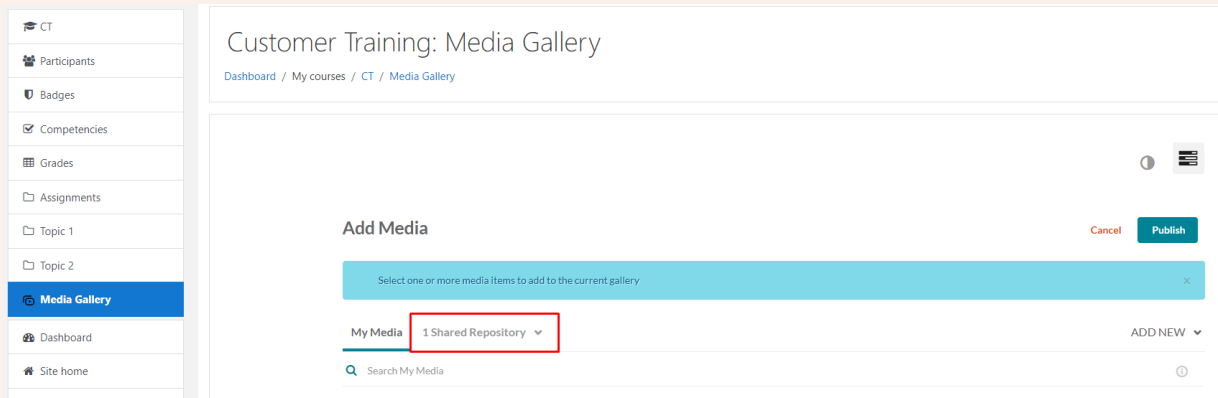 CT
Participants
Badges
Competencies
Grades
Assignments
Topic 1
Topic 2
Media Gallery
Dashboard
Site home
Customer Training: Media Gallery
Dashboard / My courses / CT / Media Gallery
Add Media
Cancel Publish
Select one or more media items to add to the current gallery ×
My Media 1 Shared Repository ADD NEW
Search My Media